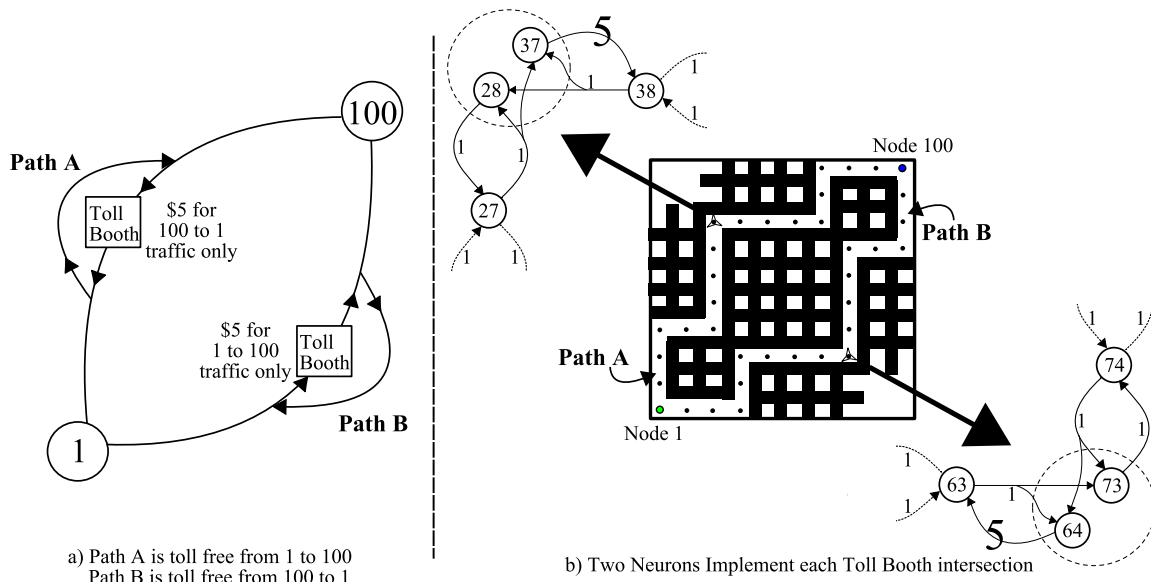 100
Path A
Toll
Booth
$5 for
100 to 1
traffic only
$5 for
1 to 100
traffic only
Toll
Booth
Path B
1
a) Path A is toll free from 1 to 100
Path B is toll free from 100 to 1
37
5
38
1
1
28
1
1
1
27
1
1
Node 100
Path B
Path A
Node 1
1
1
74
1
1
1
63
1
73
1
64
5
b) Two Neurons Implement each Toll Booth intersection